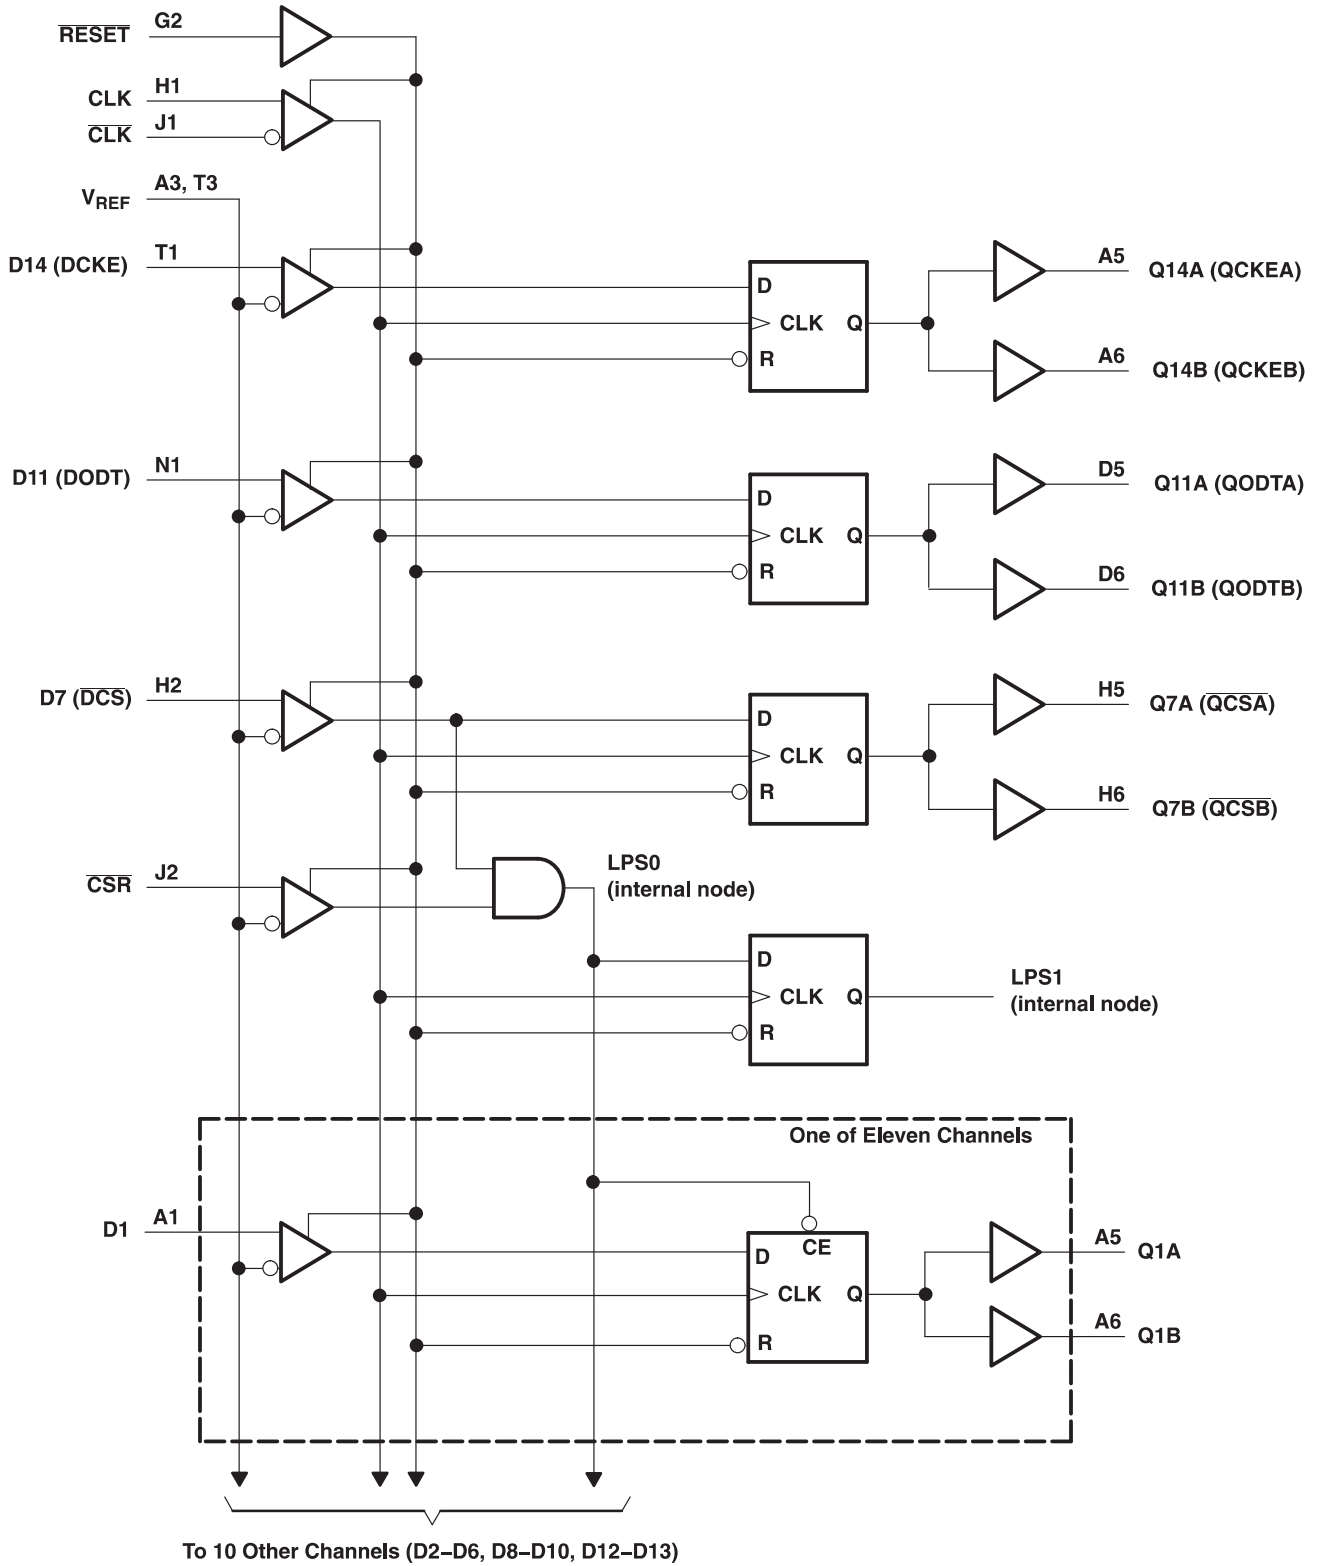 RESET G2
CLK H1
CLK J1
VREF A3, T3
D14 (DCKE) T1
D
CLK Q
R
A5 Q14A (QCKEA)
A6 Q14B (QCKEB)
D11 (DODT) N1
D
CLK Q
R
D5 Q11A (QODTA)
D6 Q11B (QODTB)
D7 (DCS) H2
D
CLK Q
R
H5 Q7A (QCSA)
H6 Q7B (QCSB)
CSR J2
LPS0
(internal node)
D
CLK Q
R
LPS1
(internal node)
One of Eleven Channels
D1 A1
CE
D
CLK Q
R
A5 Q1A
A6 Q1B
To 10 Other Channels (D2–D6, D8–D10, D12–D13)